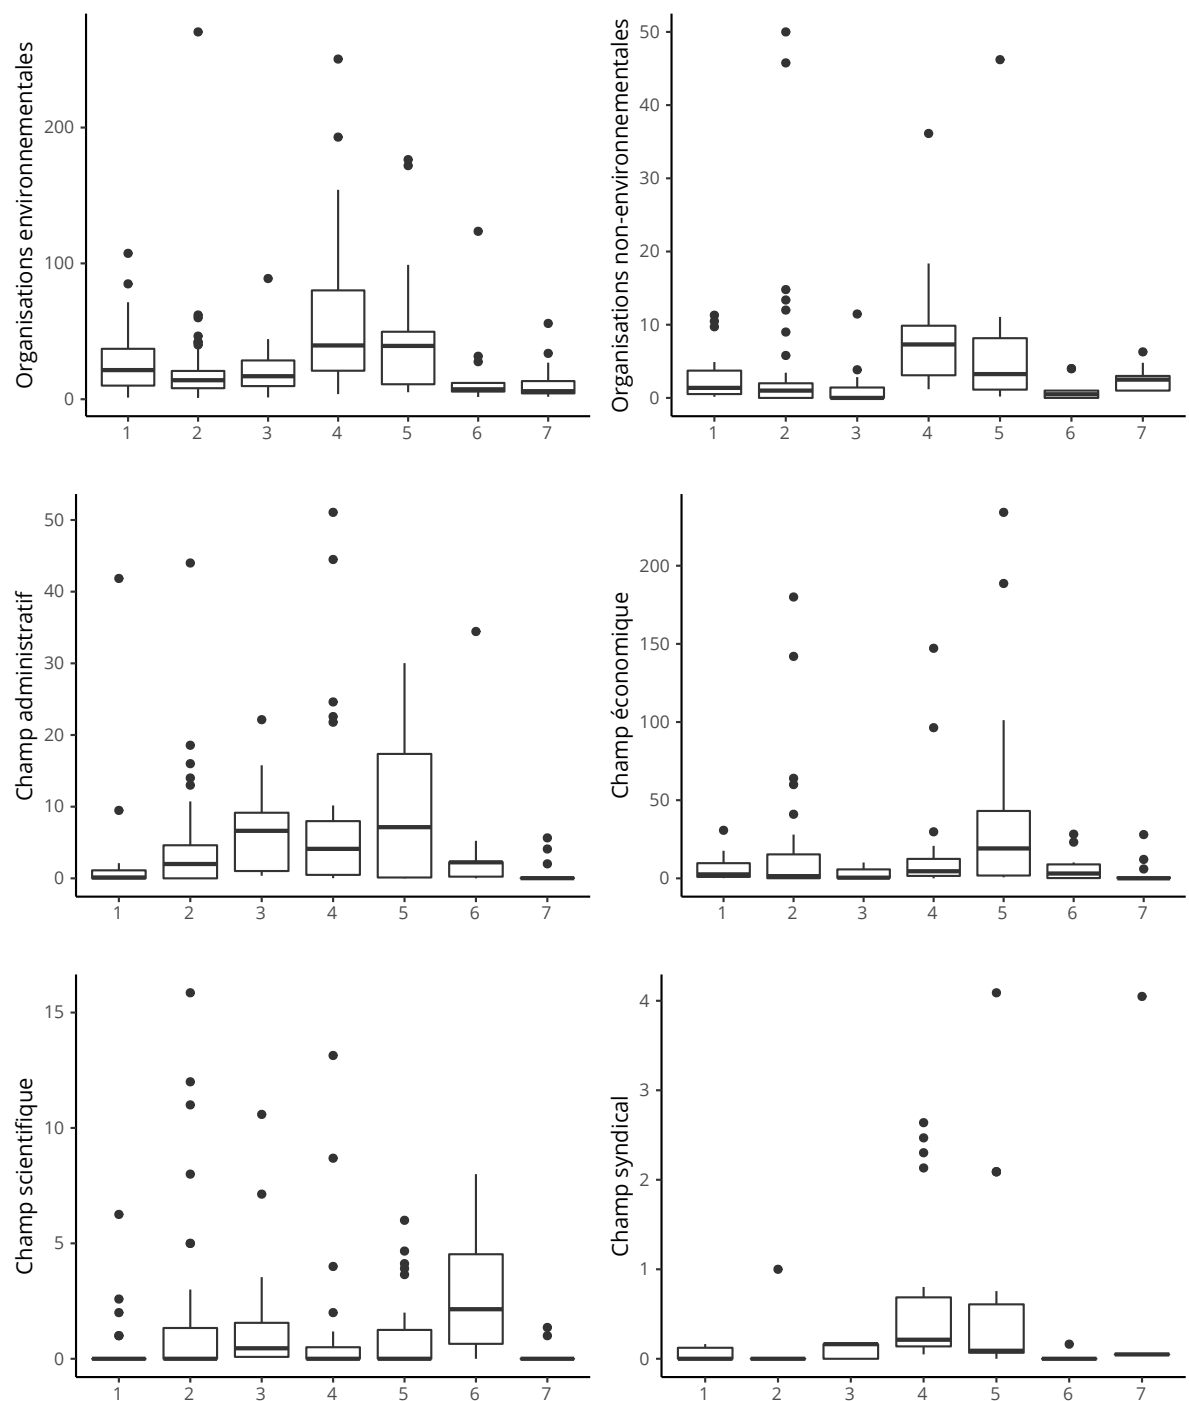 Organisations environnementales
200
100
0
1 2 3 4 5 6 7
Organisations non-environnementales
50
40
30
20
10
0
1 2 3 4 5 6 7
Champ administratif
50
40
30
20
10
0
1 2 3 4 5 6 7
Champ économique
200
150
100
50
0
1 2 3 4 5 6 7
Champ scientifique
15
10
5
0
1 2 3 4 5 6 7
Champ syndical
4
3
2
1
0
1 2 3 4 5 6 7